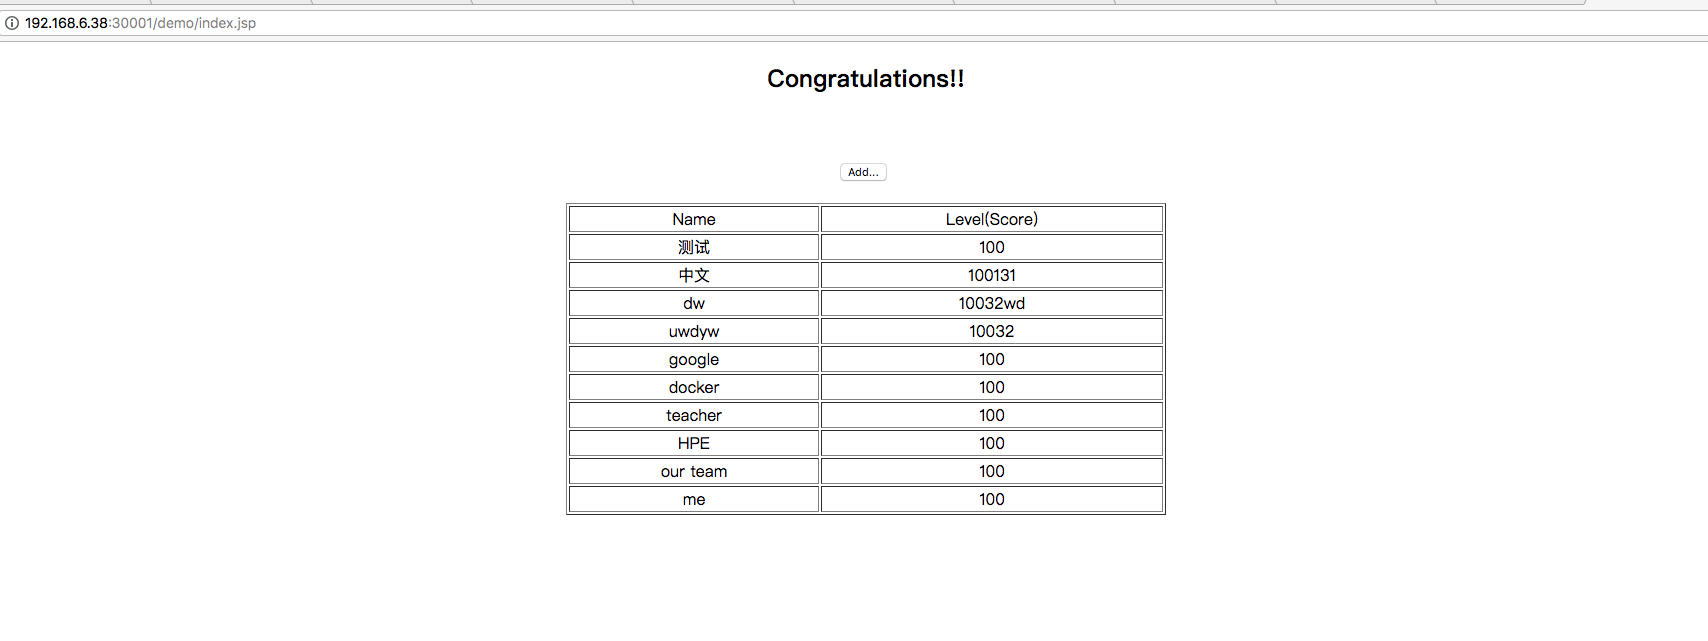 192.168.6.38:30001/demo/index.jsp
Congratulations!!
Add...
Name Level(Score)
测试 100
中文 100131
dw 10032wd
uwdyw 10032
google 100
docker 100
teacher 100
HPE 100
our team 100
me 100